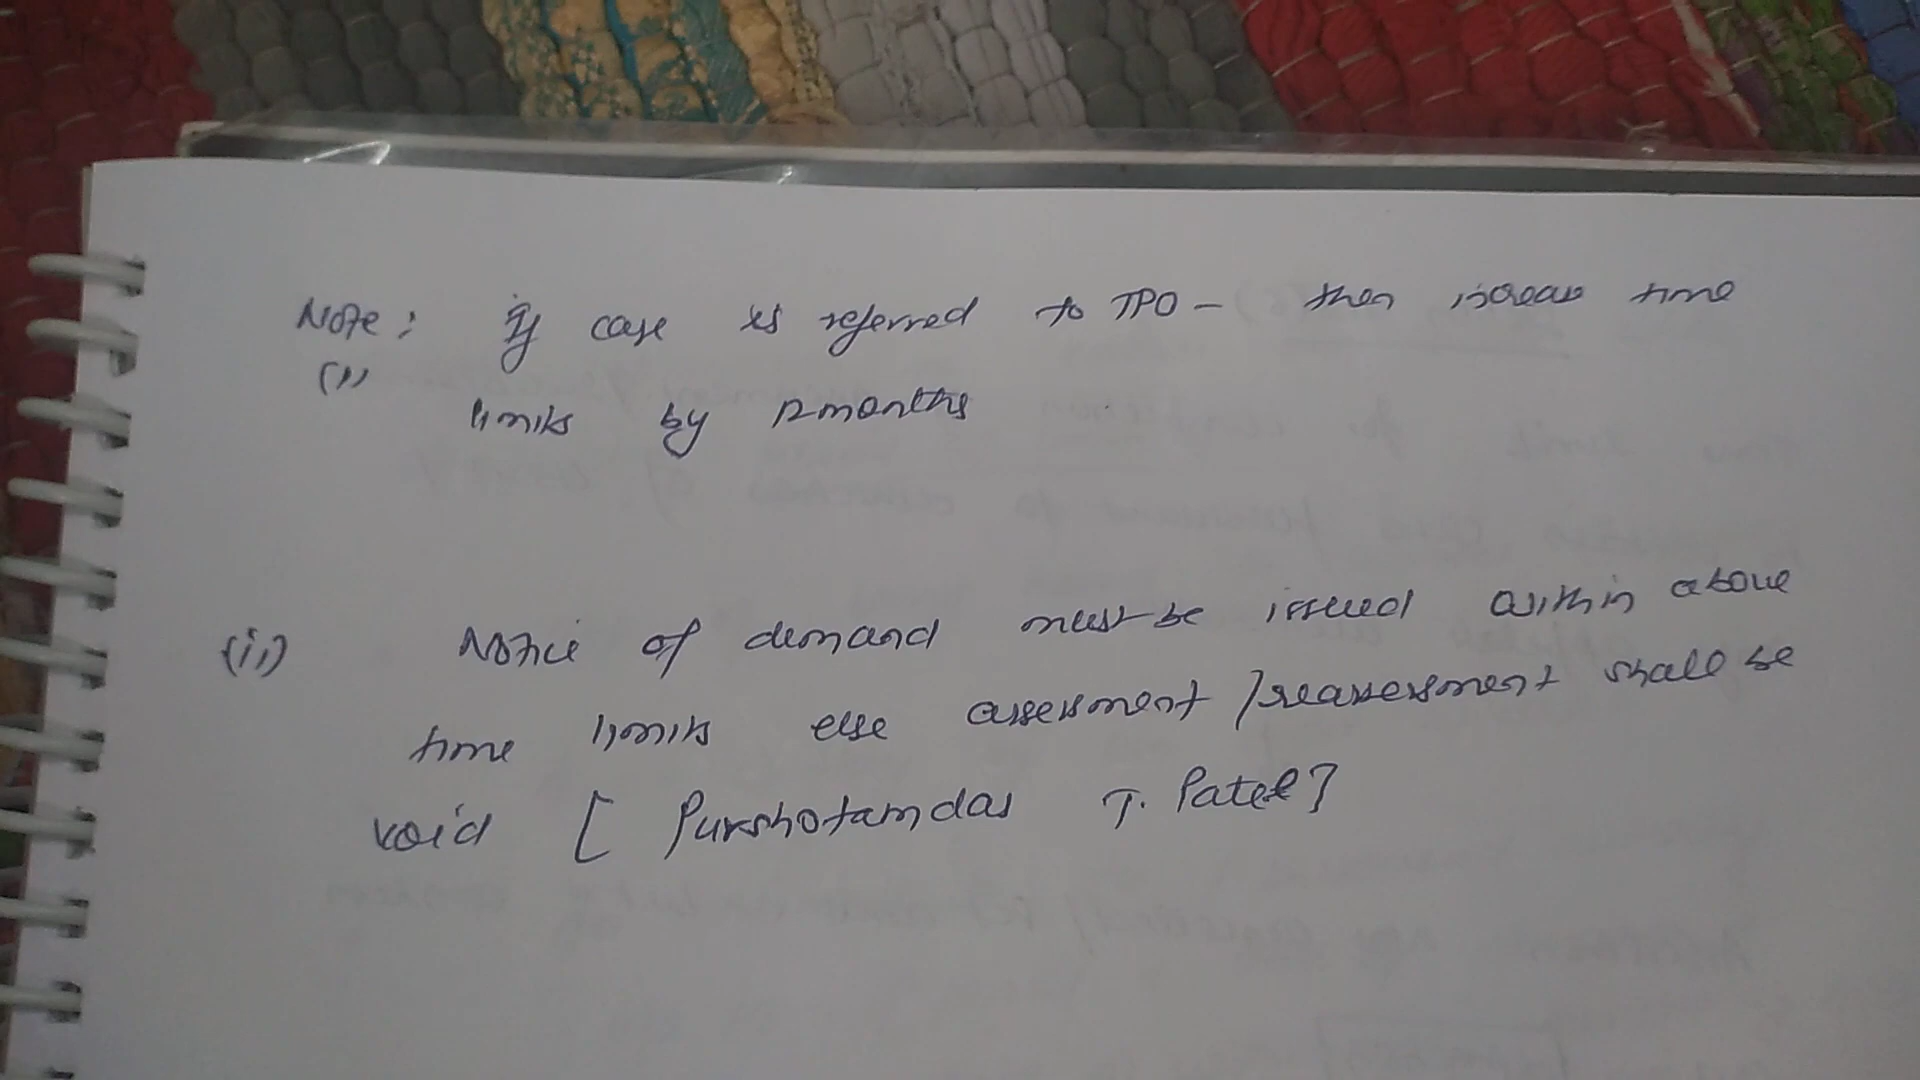 Note: If case is referred to TPO - then increase time
(i)
limits by 12 months
(ii) Notice of demand must be issued within above
time limits else assessment / reassessment shall be
void [ Purshotamdas T. Patel ]